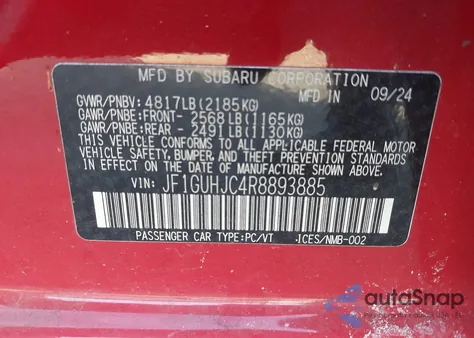 MFD BY SUBARU CORPORATION
GVWR/PNBV: 4817LB(2185KG) MFD IN 09/24
GAWR/PNBE:FRONT- 2568LB(1165KG)
GAWR/PNBE:REAR - 2491LB(1130KG)
THIS VEHICLE CONFORMS TO ALL APPLICABLE FEDERAL MOTOR
VEHICLE SAFETY, BUMPER, AND THEFT PREVENTION STANDARDS
IN EFFECT ON THE DATE OF MANUFACTURE SHOWN ABOVE.
VIN: JF1GUHJC4R8893885
PASSENGER CAR TYPE:PC/VT ICES/NMB-002
autoSnap